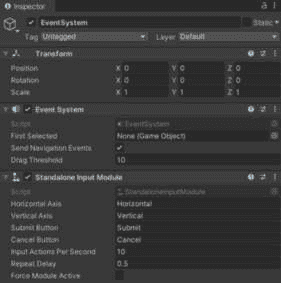 Inspector
EventSystem Static
Tag Untagged Layer Default
Transform
Position X 0 Y 0 Z 0
Rotation X 0 Y 0 Z 0
Scale X 1 Y 1 Z 1
Event System
Script EventSystem
First Selected None (Game Object)
Send Navigation Events
Drag Threshold 10
Standalone Input Module
Script StandaloneInputModule
Horizontal Axis Horizontal
Vertical Axis Vertical
Submit Button Submit
Cancel Button Cancel
Input Actions Per Second 10
Repeat Delay 0.5
Force Module Active